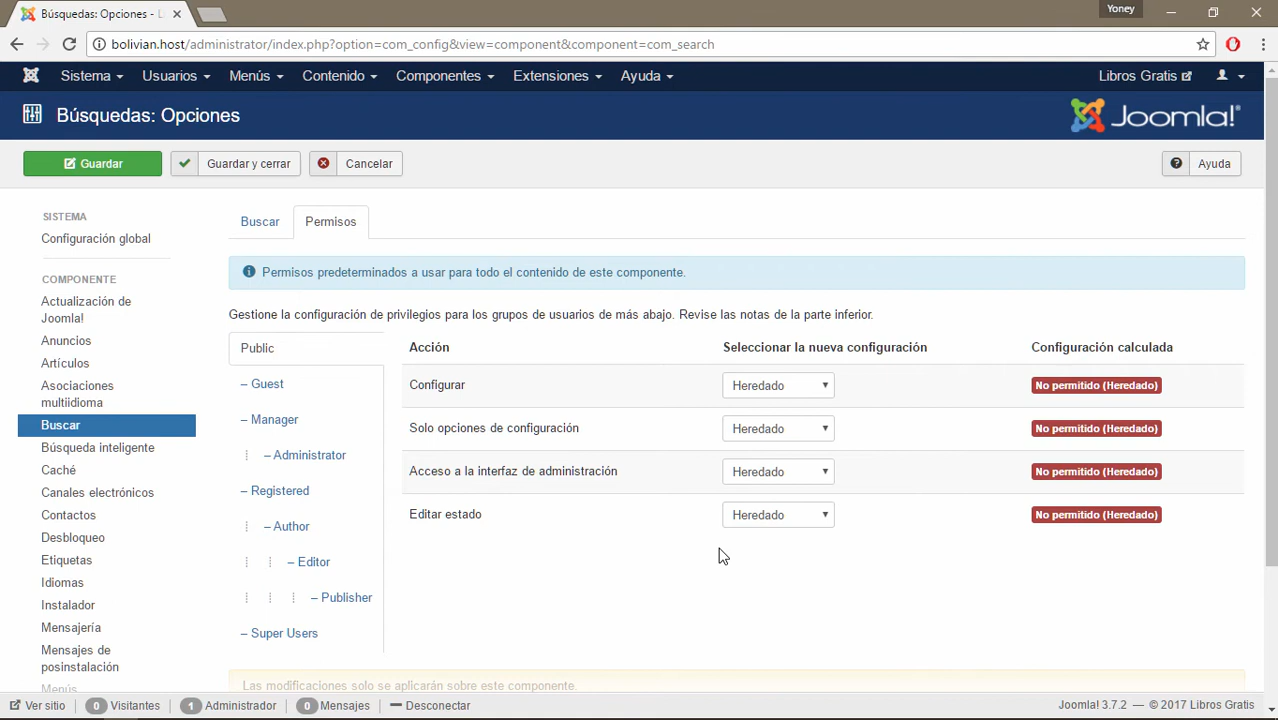 Búsquedas: Opciones - L
Yoney
bolivian.host/administrator/index.php?option=com_config&view=component&component=com_search
Sistema Usuarios Menús Contenido Componentes Extensiones Ayuda Libros Gratis
Búsquedas: Opciones
Joomla!
Guardar Guardar y cerrar Cancelar Ayuda
SISTEMA
Configuración global
COMPONENTE
Actualización de
Joomla!
Anuncios
Artículos
Asociaciones
multiidioma
Buscar
Búsqueda inteligente
Caché
Canales electrónicos
Contactos
Desbloqueo
Etiquetas
Idiomas
Instalador
Mensajería
Mensajes de
posinstalación
Menús
Buscar Permisos
Permisos predeterminados a usar para todo el contenido de este componente.
Gestione la configuración de privilegios para los grupos de usuarios de más abajo. Revise las notas de la parte inferior.
Public
– Guest
– Manager
– Administrator
– Registered
– Author
– Editor
– Publisher
– Super Users
Acción Seleccionar la nueva configuración Configuración calculada
Configurar Heredado No permitido (Heredado)
Solo opciones de configuración Heredado No permitido (Heredado)
Acceso a la interfaz de administración Heredado No permitido (Heredado)
Editar estado Heredado No permitido (Heredado)
Las modificaciones solo se aplicarán sobre este componente.
Ver sitio 0 Visitantes 1 Administrador 0 Mensajes Desconectar Joomla! 3.7.2 — © 2017 Libros Gratis